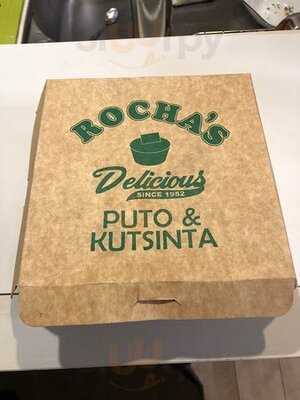 ROCHA'S
Delicious
SINCE 1952
PUTO &
KUTSINTA